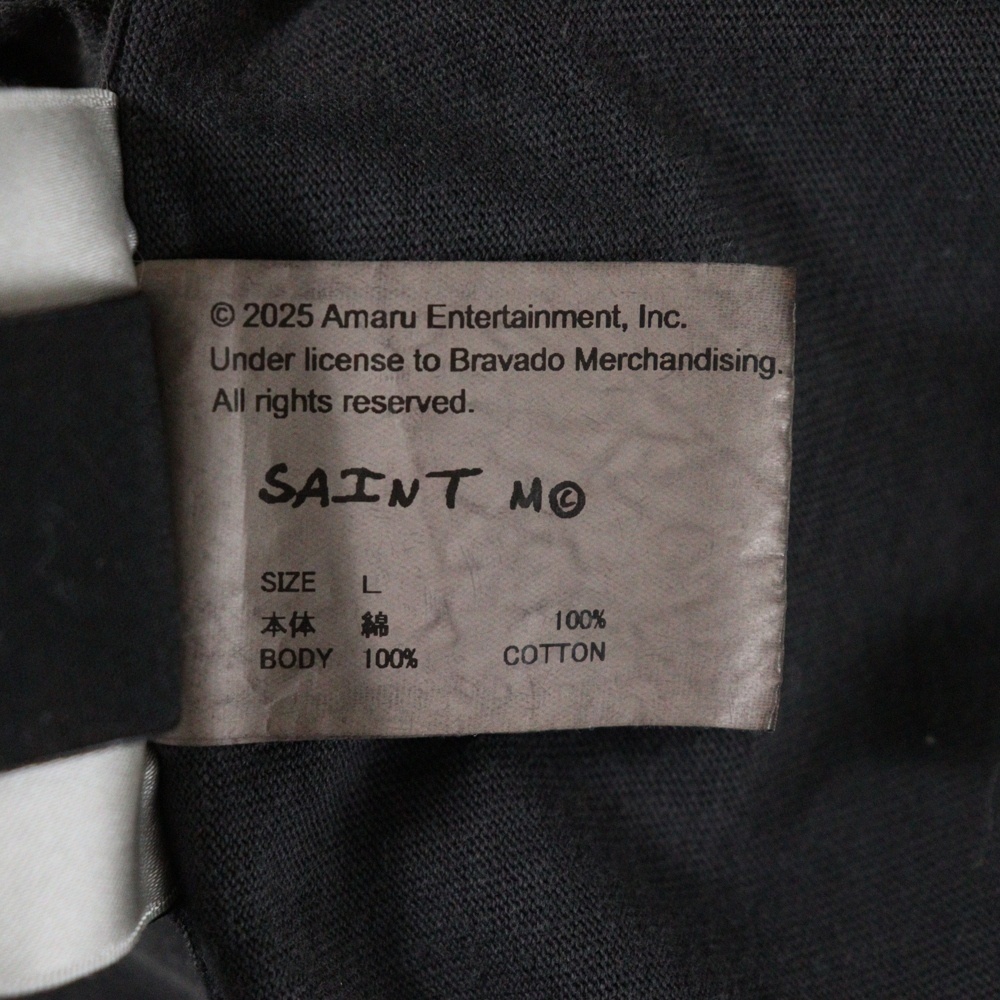 © 2025 Amaru Entertainment, Inc.
Under license to Bravado Merchandising.
All rights reserved.
SAINT M©
SIZE L
本体 綿 100%
BODY 100% COTTON